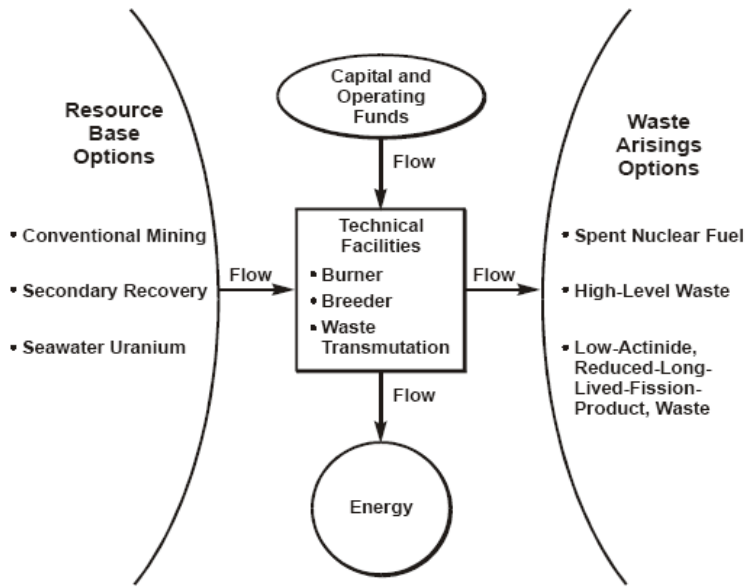 Resource
Base
Options
• Conventional Mining
• Secondary Recovery
• Seawater Uranium
Flow
Capital and
Operating
Funds
Flow
Technical
Facilities
• Burner
• Breeder
• Waste
Transmutation
Flow
Energy
Flow
Waste
Arisings
Options
• Spent Nuclear Fuel
• High-Level Waste
• Low-Actinide,
Reduced-Long-
Lived-Fission-
Product, Waste